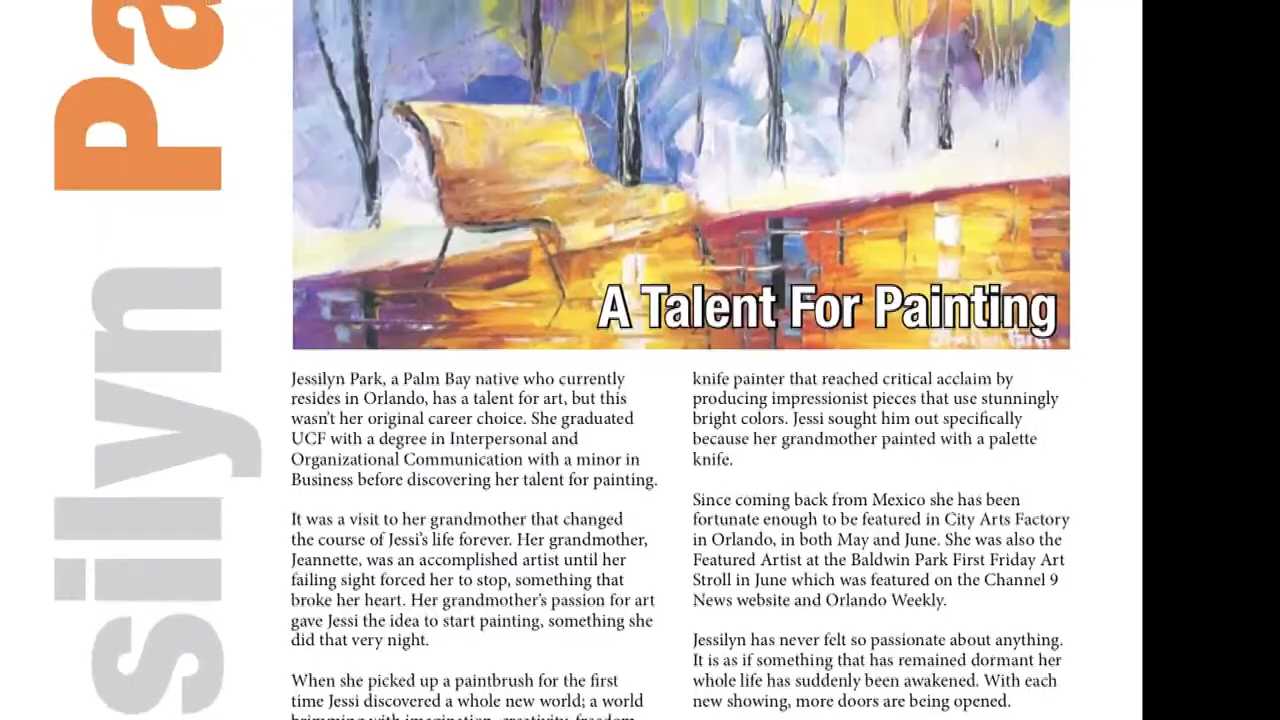 silyn Pa
A Talent For Painting
Jessilyn Park, a Palm Bay native who currently
resides in Orlando, has a talent for art, but this
wasn't her original career choice. She graduated
UCF with a degree in Interpersonal and
Organizational Communication with a minor in
Business before discovering her talent for painting.
It was a visit to her grandmother that changed
the course of Jessi's life forever. Her grandmother,
Jeannette, was an accomplished artist until her
failing sight forced her to stop, something that
broke her heart. Her grandmother's passion for art
gave Jessi the idea to start painting, something she
did that very night.
When she picked up a paintbrush for the first
time Jessi discovered a whole new world; a world
brimming with imagination, creativity, freedom
knife painter that reached critical acclaim by
producing impressionist pieces that use stunningly
bright colors. Jessi sought him out specifically
because her grandmother painted with a palette
knife.
Since coming back from Mexico she has been
fortunate enough to be featured in City Arts Factory
in Orlando, in both May and June. She was also the
Featured Artist at the Baldwin Park First Friday Art
Stroll in June which was featured on the Channel 9
News website and Orlando Weekly.
Jessilyn has never felt so passionate about anything.
It is as if something that has remained dormant her
whole life has suddenly been awakened. With each
new showing, more doors are being opened.